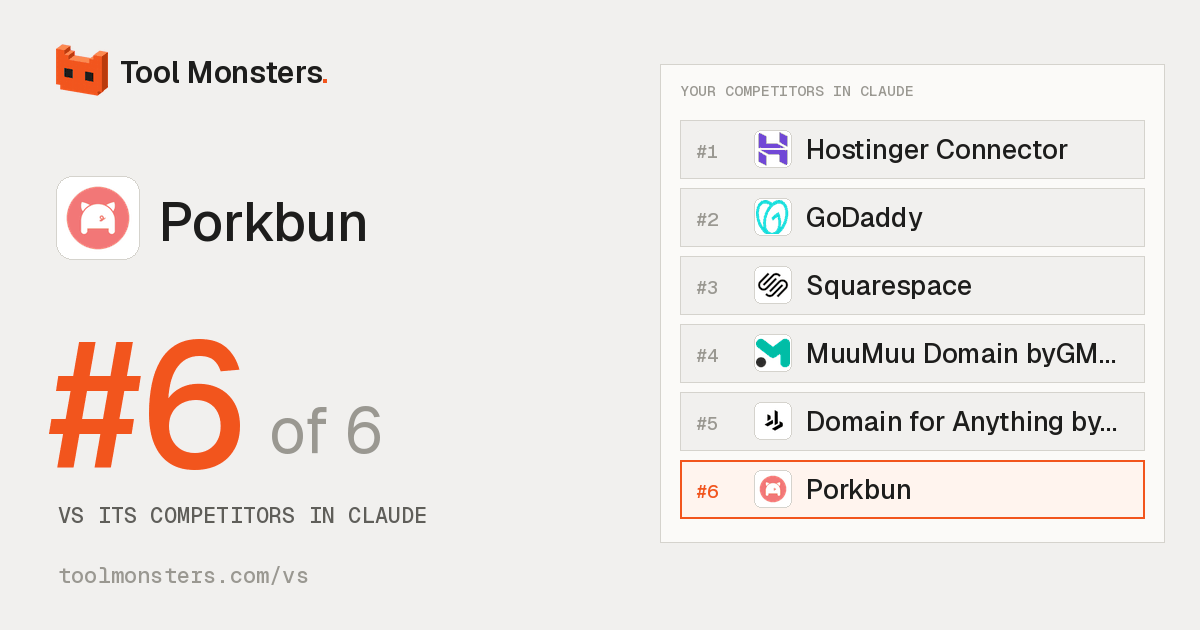 Tool Monsters.
Porkbun
#6 of 6
VS ITS COMPETITORS IN CLAUDE
toolmonsters.com/vs
YOUR COMPETITORS IN CLAUDE
#1 Hostinger Connector
#2 GoDaddy
#3 Squarespace
#4 MuuMuu Domain byGM...
#5 Domain for Anything by...
#6 Porkbun